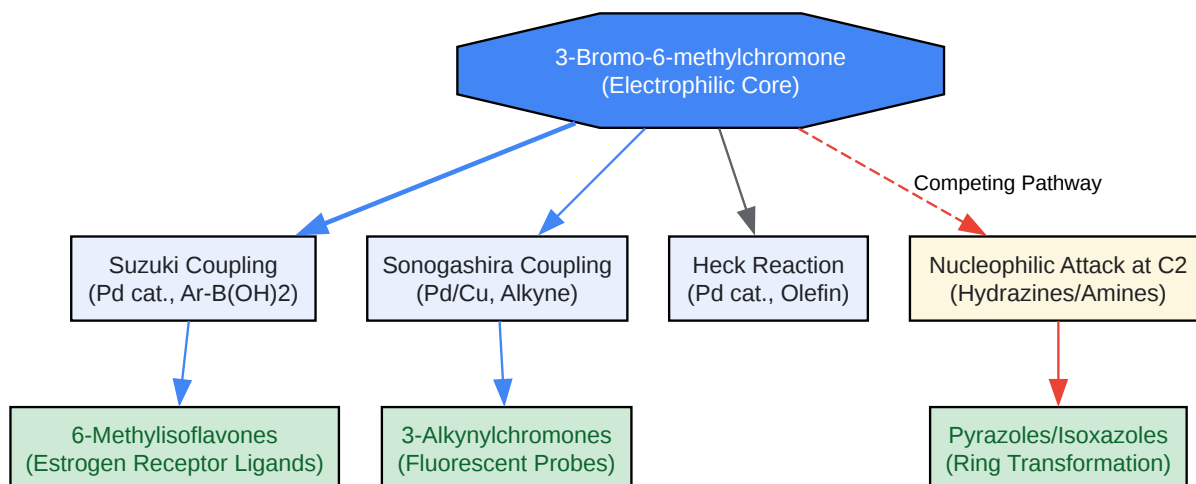 3-Bromo-6-methylchromone
(Electrophilic Core)
Competing Pathway
Suzuki Coupling
(Pd cat., Ar-B(OH)2)
Sonogashira Coupling
(Pd/Cu, Alkyne)
Heck Reaction
(Pd cat., Olefin)
Nucleophilic Attack at C2
(Hydrazines/Amines)
6-Methylisoflavones
(Estrogen Receptor Ligands)
3-Alkynylchromones
(Fluorescent Probes)
Pyrazoles/Isoxazoles
(Ring Transformation)